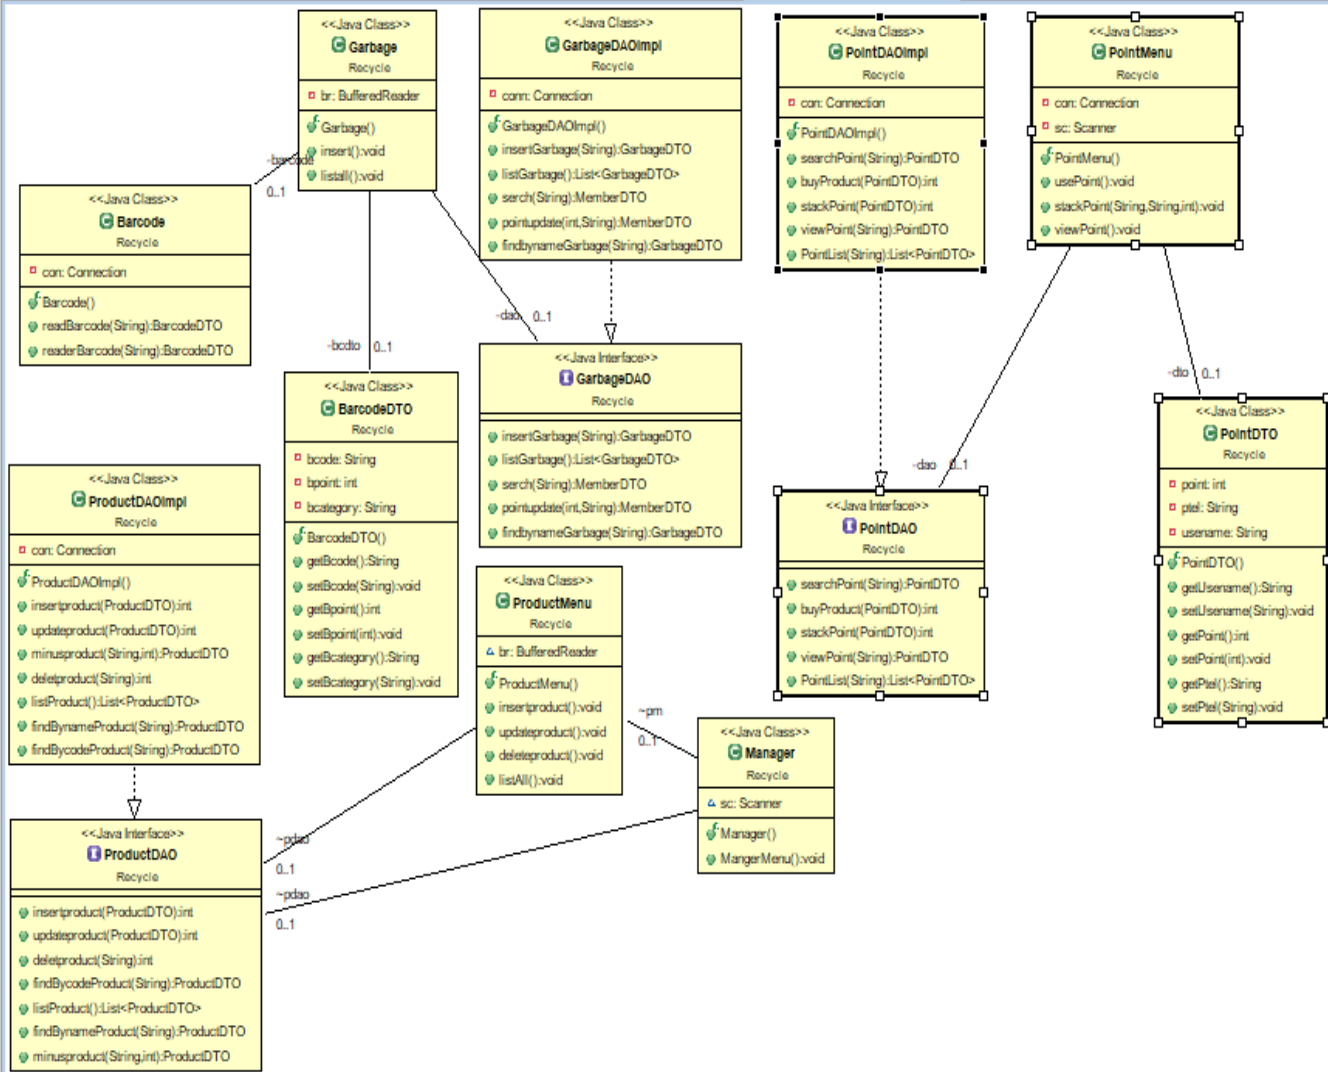 <<Java Class>>
Garbage
Recycle
br: BufferedReader
Garbage()
insert():void
listall():void
<<Java Class>>
GarbageDAOImpl
Recycle
conn: Connection
GarbageDAOImpl()
insertGarbage(String):GarbageDTO
listGarbage():List<GarbageDTO>
serch(String):MemberDTO
pointupdate(int,String):MemberDTO
findbynameGarbage(String):GarbageDTO
<<Java Class>>
PointDAOImpl
Recycle
con: Connection
PointDAOImpl()
searchPoint(String):PointDTO
buyProduct(PointDTO):int
stackPoint(PointDTO):int
viewPoint(String):PointDTO
PointList(String):List<PointDTO>
<<Java Class>>
PointMenu
Recycle
con: Connection
sc: Scanner
PointMenu()
usePoint():void
stackPoint(String,String,int):void
viewPoint():void
-barcode
0..1
<<Java Class>>
Barcode
Recycle
con: Connection
Barcode()
readBarcode(String):BarcodeDTO
readerBarcode(String):BarcodeDTO
-bcdto
0..1
-dao
0..1
<<Java Class>>
BarcodeDTO
Recycle
bcode: String
bpoint: int
bcategory: String
BarcodeDTO()
getBcode():String
setBcode(String):void
getBpoint():int
setBpoint(int):void
getBcategory():String
setBcategory(String):void
<<Java Interface>>
GarbageDAO
Recycle
insertGarbage(String):GarbageDTO
listGarbage():List<GarbageDTO>
serch(String):MemberDTO
pointupdate(int,String):MemberDTO
findbynameGarbage(String):GarbageDTO
-dao
0..1
-dto
0..1
<<Java Class>>
PointDTO
Recycle
point: int
ptel: String
usename: String
PointDTO()
getUsename():String
setUsename(String):void
getPoint():int
setPoint(int):void
getPtel():String
setPtel(String):void
<<Java Class>>
ProductDAOImpl
Recycle
con: Connection
ProductDAOImpl()
insertproduct(ProductDTO):int
updateproduct(ProductDTO):int
minusproduct(String,int):ProductDTO
deletproduct(String):int
listProduct():List<ProductDTO>
findBynameProduct(String):ProductDTO
findBycodeProduct(String):ProductDTO
<<Java Interface>>
PointDAO
Recycle
searchPoint(String):PointDTO
buyProduct(PointDTO):int
stackPoint(PointDTO):int
viewPoint(String):PointDTO
PointList(String):List<PointDTO>
<<Java Class>>
ProductMenu
Recycle
br: BufferedReader
ProductMenu()
insertproduct():void
updateproduct():void
deleteproduct():void
listAll():void
~pm
0..1
<<Java Class>>
Manager
Recycle
sc: Scanner
Manager()
MangerMenu():void
~pdao
0..1
~pdao
0..1
<<Java Interface>>
ProductDAO
Recycle
insertproduct(ProductDTO):int
updateproduct(ProductDTO):int
deletproduct(String):int
findBycodeProduct(String):ProductDTO
listProduct():List<ProductDTO>
findBynameProduct(String):ProductDTO
minusproduct(String,int):ProductDTO